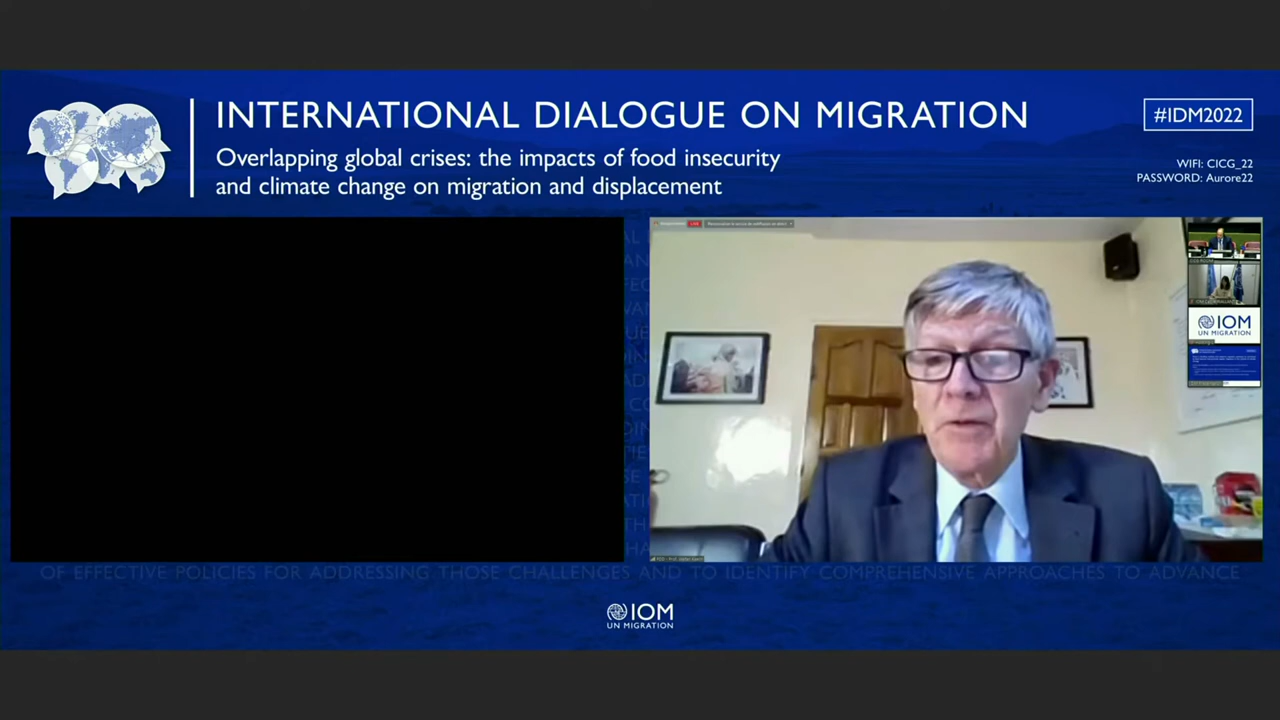 INTERNATIONAL DIALOGUE ON MIGRATION
Overlapping global crises: the impacts of food insecurity
and climate change on migration and displacement
#IDM2022
WIFI: CICG_22
PASSWORD: Aurore22
LIVE
IOM
UN MIGRATION
OF EFFECTIVE POLICIES FOR ADDRESSING THOSE CHALLENGES AND TO IDENTIFY COMPREHENSIVE APPROACHES TO ADVANCE
IOM
UN MIGRATION